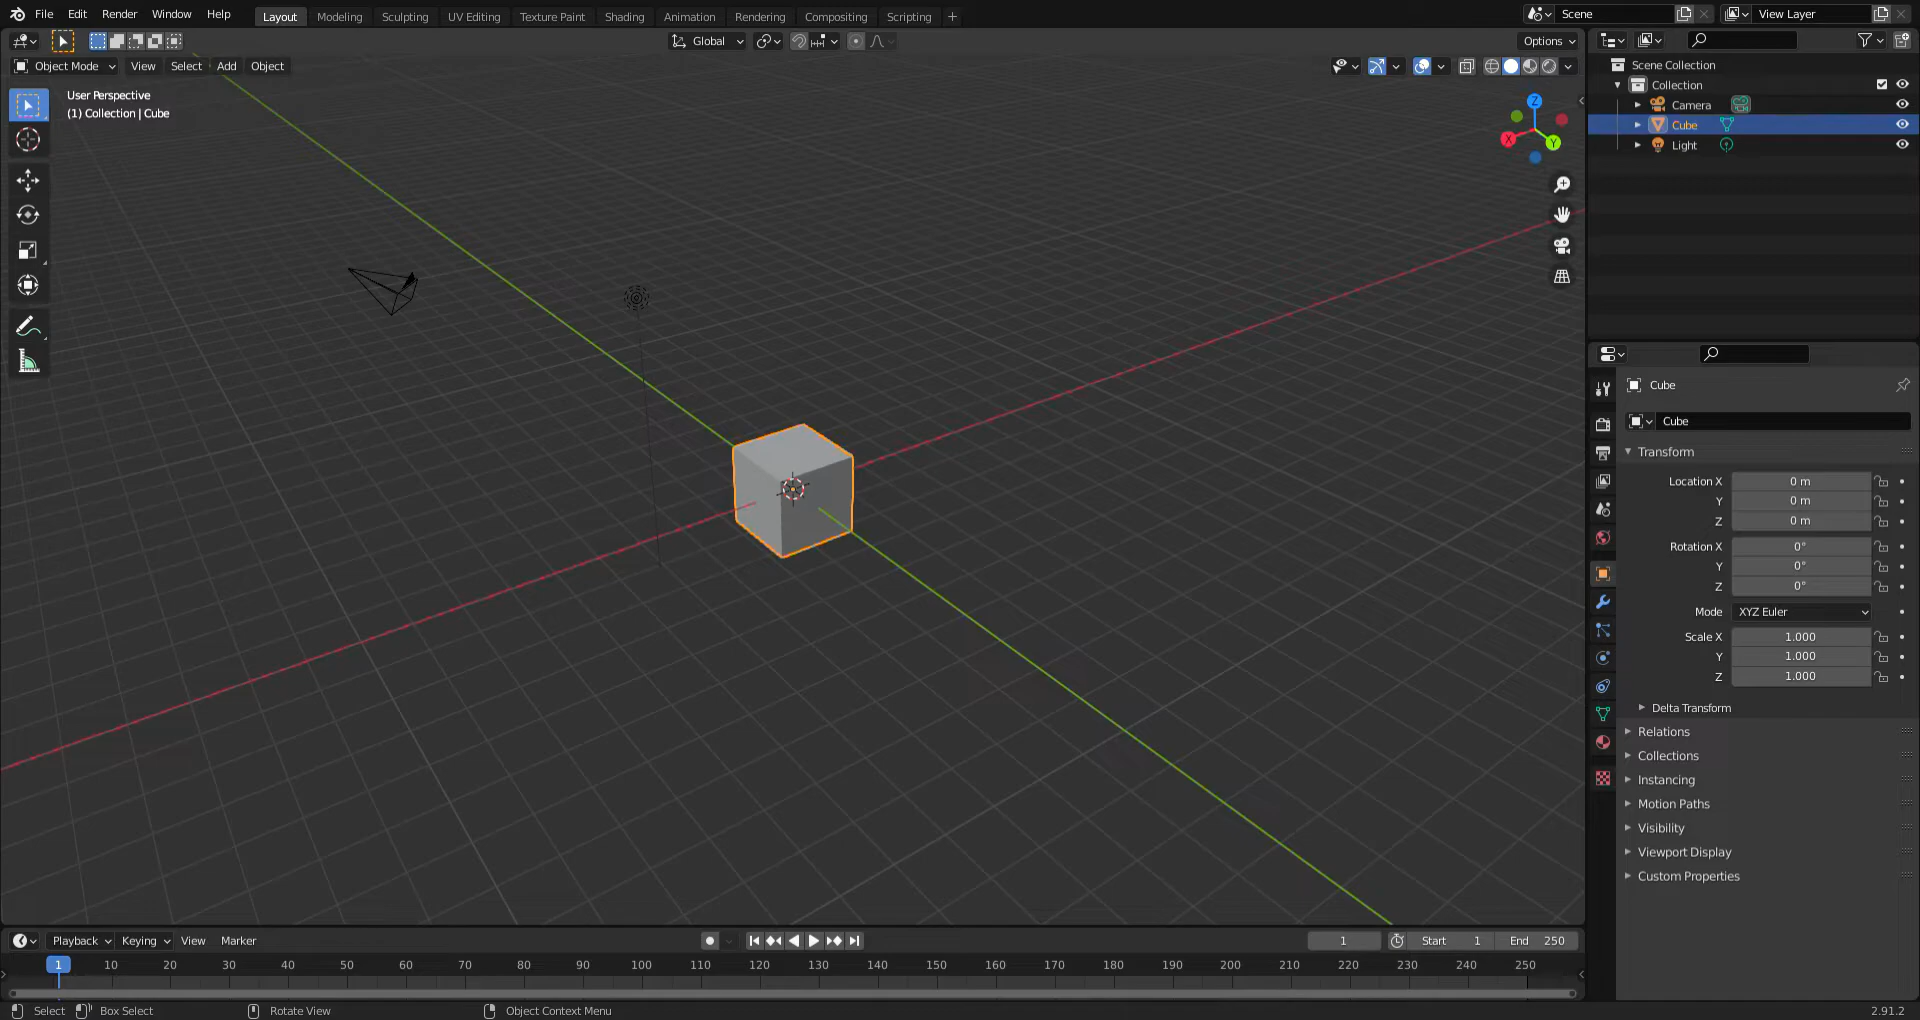 File Edit Render Window Help Layout Modeling Sculpting UV Editing Texture Paint Shading Animation Rendering Compositing Scripting + Scene View Layer
Global Options
Object Mode View Select Add Object
User Perspective
(1) Collection | Cube
Z
X
Y
Scene Collection
Collection
Camera
Cube
Light
Cube
Cube
Transform
Location X 0 m
Y 0 m
Z 0 m
Rotation X 0°
Y 0°
Z 0°
Mode XYZ Euler
Scale X 1.000
Y 1.000
Z 1.000
Delta Transform
Relations
Collections
Instancing
Motion Paths
Visibility
Viewport Display
Custom Properties
Playback Keying View Marker 1 Start 1 End 250
1 10 20 30 40 50 60 70 80 90 100 110 120 130 140 150 160 170 180 190 200 210 220 230 240 250
Select Box Select Rotate View Object Context Menu 2.91.2